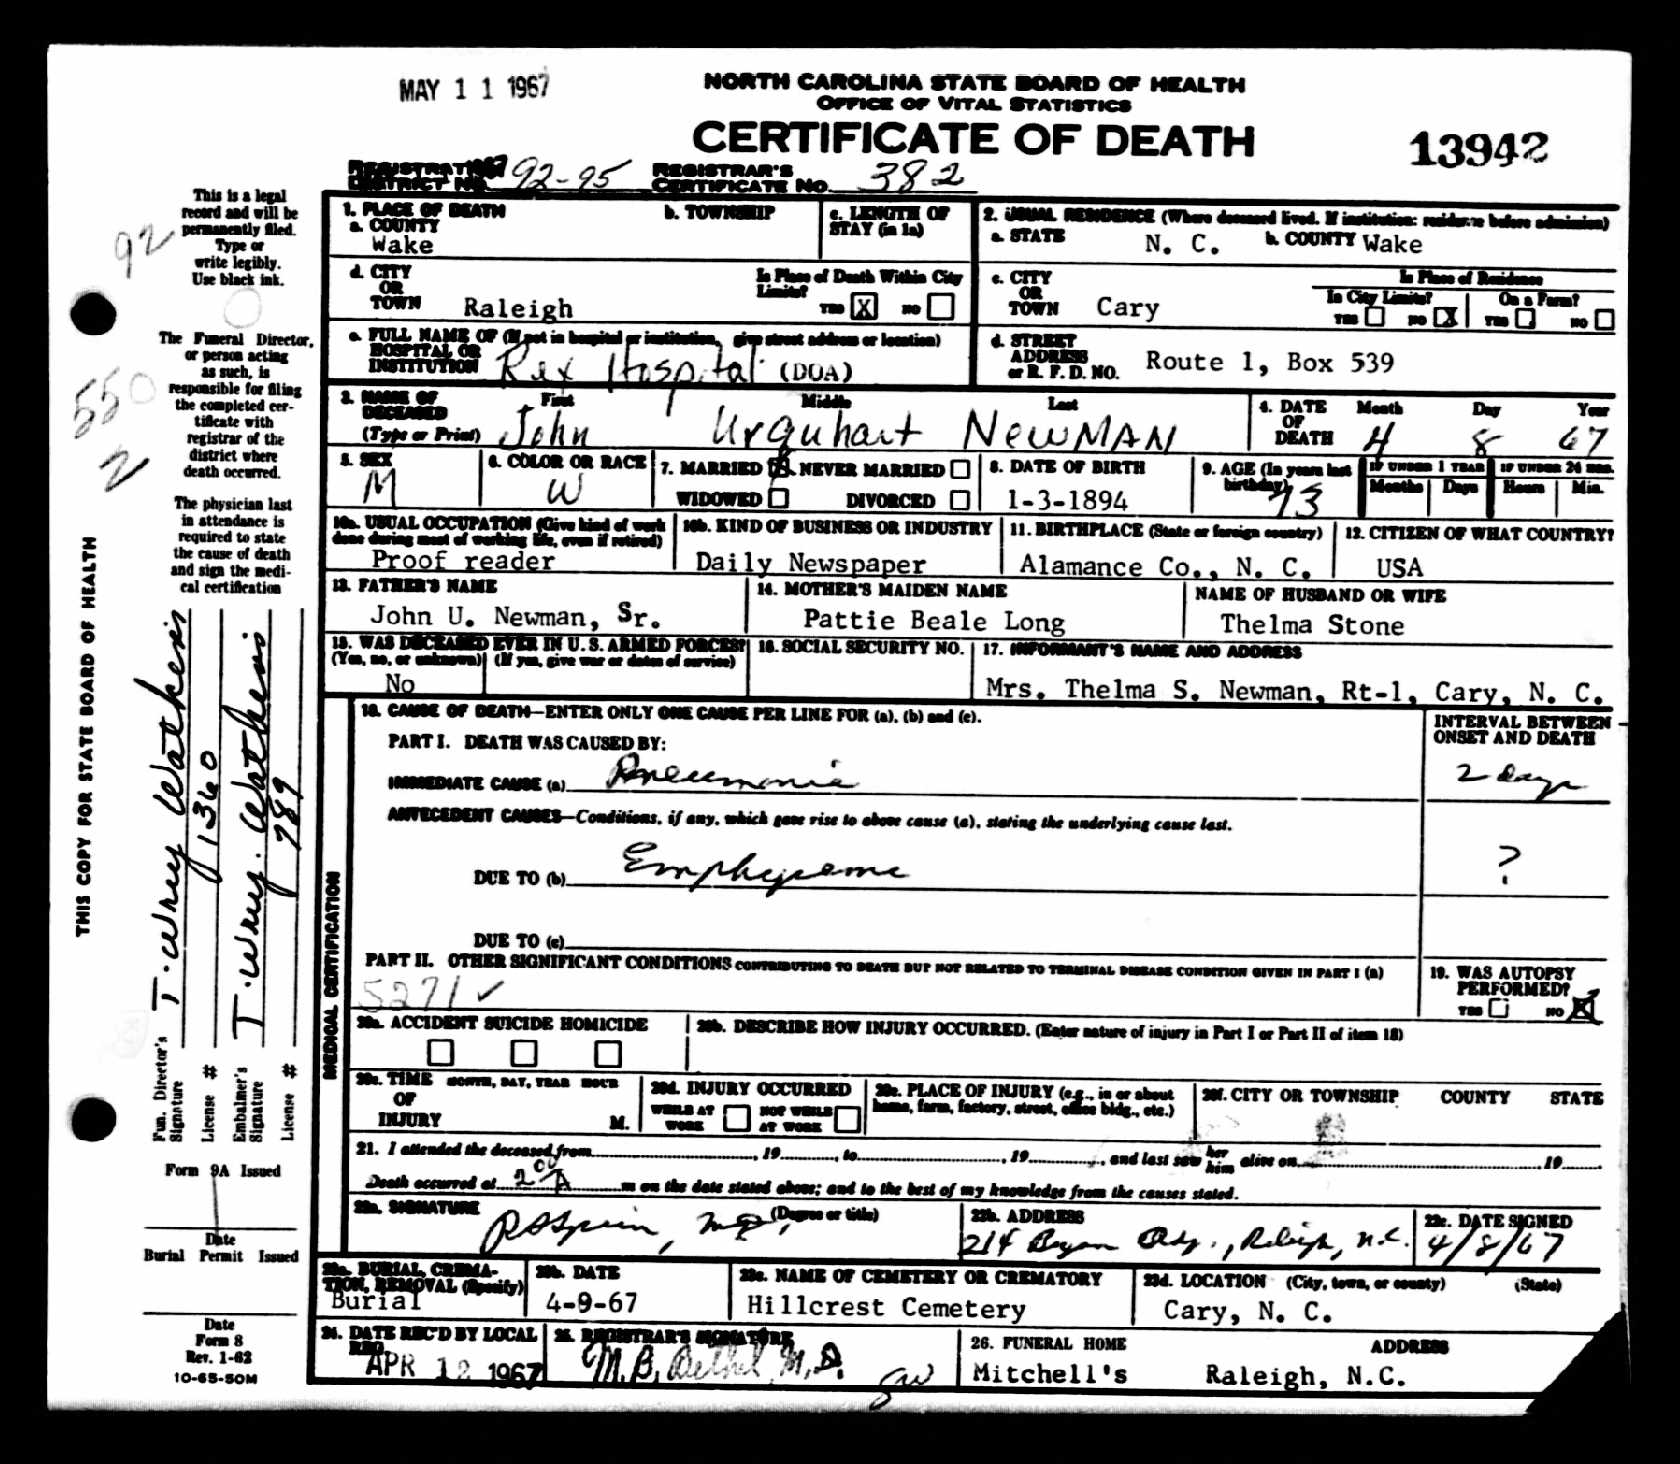 MAY 11 1967
NORTH CAROLINA STATE BOARD OF HEALTH
OFFICE OF VITAL STATISTICS
CERTIFICATE OF DEATH
13942
REGISTRATION DISTRICT NO. 92-95 REGISTRAR'S CERTIFICATE NO. 382
This is a legal
record and will be
permanently filed.
Type or
write legibly.
Use black ink.
92
The Funeral Director,
or person acting
as such, is
responsible for filing
the completed cer-
tificate with
registrar of the
district where
death occurred.
550
2
The physician last
in attendance is
required to state
the cause of death
and sign the medi-
cal certification
THIS COPY FOR STATE BOARD OF HEALTH
Fun. Director's Signature T. Wray Watkins
License # 1360
Embalmer's Signature T. Wray Watkins
License # 789
Form 9A Issued
Date
Burial Permit Issued
Date
Form 8
Rev. 1-62
10-65-50M
1. PLACE OF DEATH
a. COUNTY
Wake
b. TOWNSHIP
c. LENGTH OF STAY (in 1a)
2. USUAL RESIDENCE (Where deceased lived. If institution: residence before admission)
a. STATE N. C. b. COUNTY Wake
d. CITY OR TOWN Raleigh
Is Place of Death Within City Limits?
YES X NO
c. CITY OR TOWN Cary
Is Place of Residence
In City Limits? On a Farm?
YES NO X YES NO
e. FULL NAME OF (If not in hospital or institution, give street address or location)
HOSPITAL OR
INSTITUTION Rex Hospital (DOA)
d. STREET ADDRESS or R. F. D. NO. Route 1, Box 539
3. NAME OF DECEASED (Type or Print)
First Middle Last
John Urquhart NEWMAN
4. DATE OF DEATH Month Day Year
4 8 67
5. SEX
M
6. COLOR OR RACE
W
7. MARRIED X NEVER MARRIED
WIDOWED DIVORCED
8. DATE OF BIRTH
1-3-1894
9. AGE (In years last birthday)
73
IF UNDER 1 YEAR IF UNDER 24 HRS.
Months Days Hours Min.
10a. USUAL OCCUPATION (Give kind of work
done during most of working life, even if retired)
Proof reader
10b. KIND OF BUSINESS OR INDUSTRY
Daily Newspaper
11. BIRTHPLACE (State or foreign country)
Alamance Co., N. C.
12. CITIZEN OF WHAT COUNTRY?
USA
13. FATHER'S NAME
John U. Newman, Sr.
14. MOTHER'S MAIDEN NAME
Pattie Beale Long
NAME OF HUSBAND OR WIFE
Thelma Stone
15. WAS DECEASED EVER IN U. S. ARMED FORCES?
(Yes, no, or unknown) (If yes, give war or dates of service)
No
16. SOCIAL SECURITY NO.
17. INFORMANT'S NAME AND ADDRESS
Mrs. Thelma S. Newman, Rt-1, Cary, N. C.
MEDICAL CERTIFICATION
18. CAUSE OF DEATH—ENTER ONLY ONE CAUSE PER LINE FOR (a), (b) and (c).
INTERVAL BETWEEN
ONSET AND DEATH
PART I. DEATH WAS CAUSED BY:
IMMEDIATE CAUSE (a) Pneumonia 2 days
ANTECEDENT CAUSES—Conditions, if any, which gave rise to above cause (a), stating the underlying cause last.
DUE TO (b) Emphysema ?
DUE TO (c)
PART II. OTHER SIGNIFICANT CONDITIONS CONTRIBUTING TO DEATH BUT NOT RELATED TO TERMINAL DISEASE CONDITION GIVEN IN PART I (a)
5271 ✓
19. WAS AUTOPSY
PERFORMED?
YES NO X
20a. ACCIDENT SUICIDE HOMICIDE
20b. DESCRIBE HOW INJURY OCCURRED. (Enter nature of injury in Part I or Part II of item 18)
20c. TIME OF INJURY MONTH, DAY, YEAR HOUR
M.
20d. INJURY OCCURRED
WHILE AT WORK NOT WHILE AT WORK
20e. PLACE OF INJURY (e.g., in or about
home, farm, factory, street, office bldg., etc.)
20f. CITY OR TOWNSHIP COUNTY STATE
21. I attended the deceased from , 19 , to , 19 , and last saw her him alive on 19
Death occurred at 2 00 A m on the date stated above; and to the best of my knowledge from the causes stated.
22a. SIGNATURE (Degree or title)
22b. ADDRESS
214 Bryan Bldg., Raleigh, N.C.
22c. DATE SIGNED
4/8/67
23a. BURIAL, CREMA-
TION, REMOVAL (Specify)
Burial
23b. DATE
4-9-67
23c. NAME OF CEMETERY OR CREMATORY
Hillcrest Cemetery
23d. LOCATION (City, town, or county) (State)
Cary, N. C.
24. DATE REC'D BY LOCAL REG.
APR 12 1967
25. REGISTRAR'S SIGNATURE
M.B. Bethel, M.D.
gw
26. FUNERAL HOME ADDRESS
Mitchell's Raleigh, N.C.